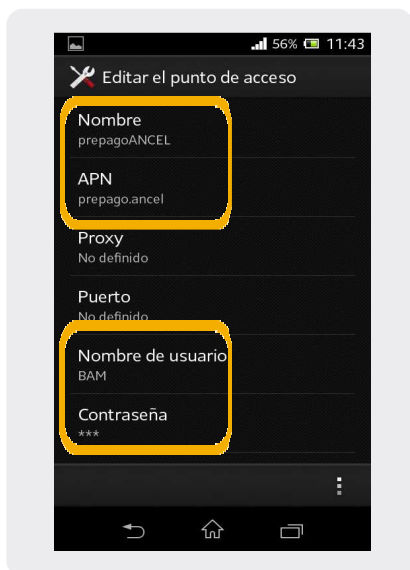 56% 11:43
Editar el punto de acceso
Nombre
prepagoANCEL
APN
prepago.ancel
Proxy
No definido
Puerto
No definido
Nombre de usuario
BAM
Contraseña
***